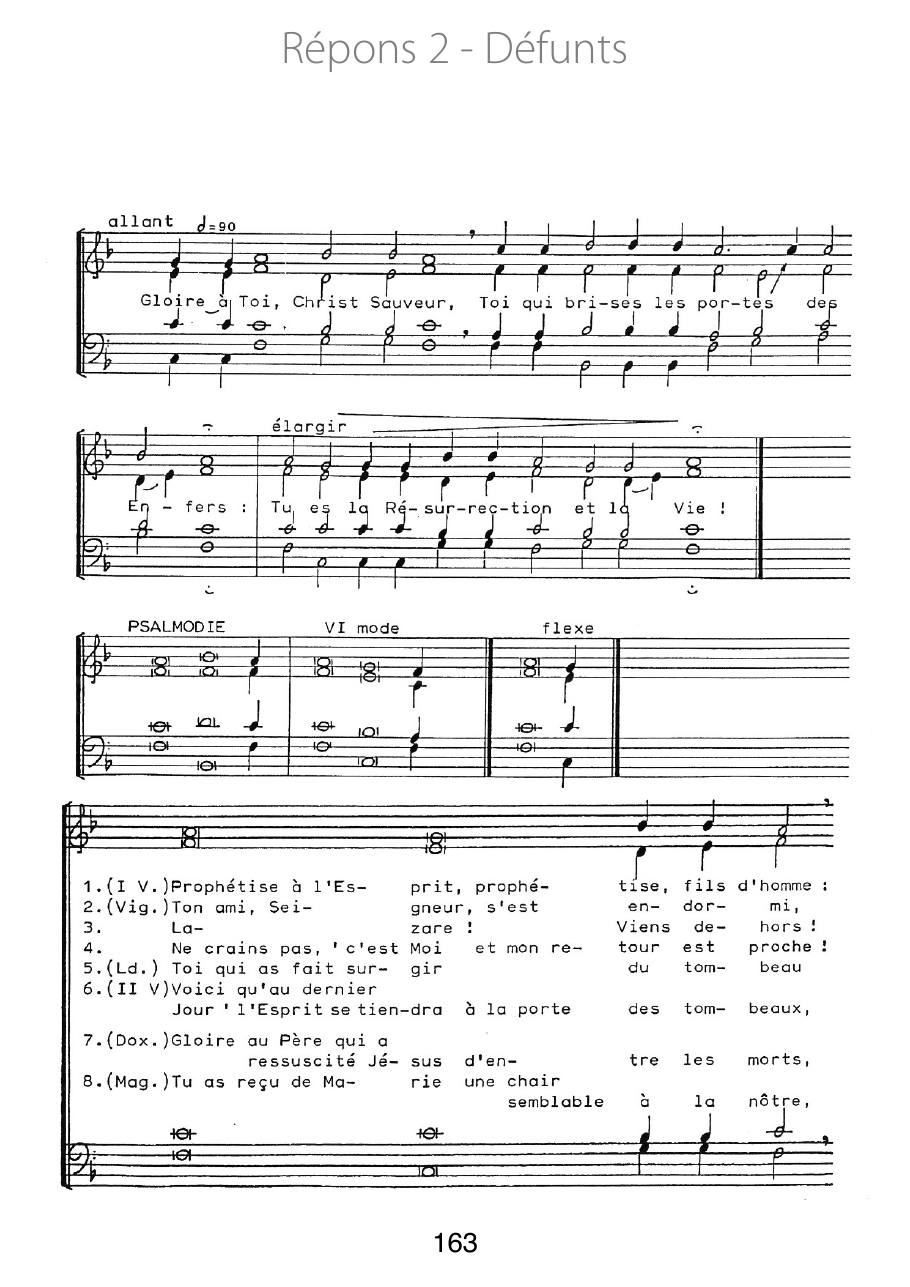 Répons 2 - Défunts
allant =90
Gloire à Toi, Christ Sauveur, Toi qui bri-ses les por-tes des
En - fers : Tu es la Ré-sur-rec-tion et la Vie !
élargir
PSALMODIE VI mode flexe
1.(I V.)Prophétise à l'Es- prit, prophé- tise, fils d'homme :
2.(Vig.)Ton ami, Sei- gneur, s'est en- dor- mi,
3. La- zare ! Viens de- hors !
4. Ne crains pas, 'c'est Moi et mon re- tour est proche !
5.(Ld.) Toi qui as fait sur- gir du tom- beau
6.(II V)Voici qu'au dernier
Jour ' l'Esprit se tien-dra à la porte des tom- beaux,
7.(Dox.)Gloire au Père qui a
ressuscité Jé- sus d'en- tre les morts,
8.(Mag.)Tu as reçu de Ma- rie une chair
semblable à la nôtre,
163